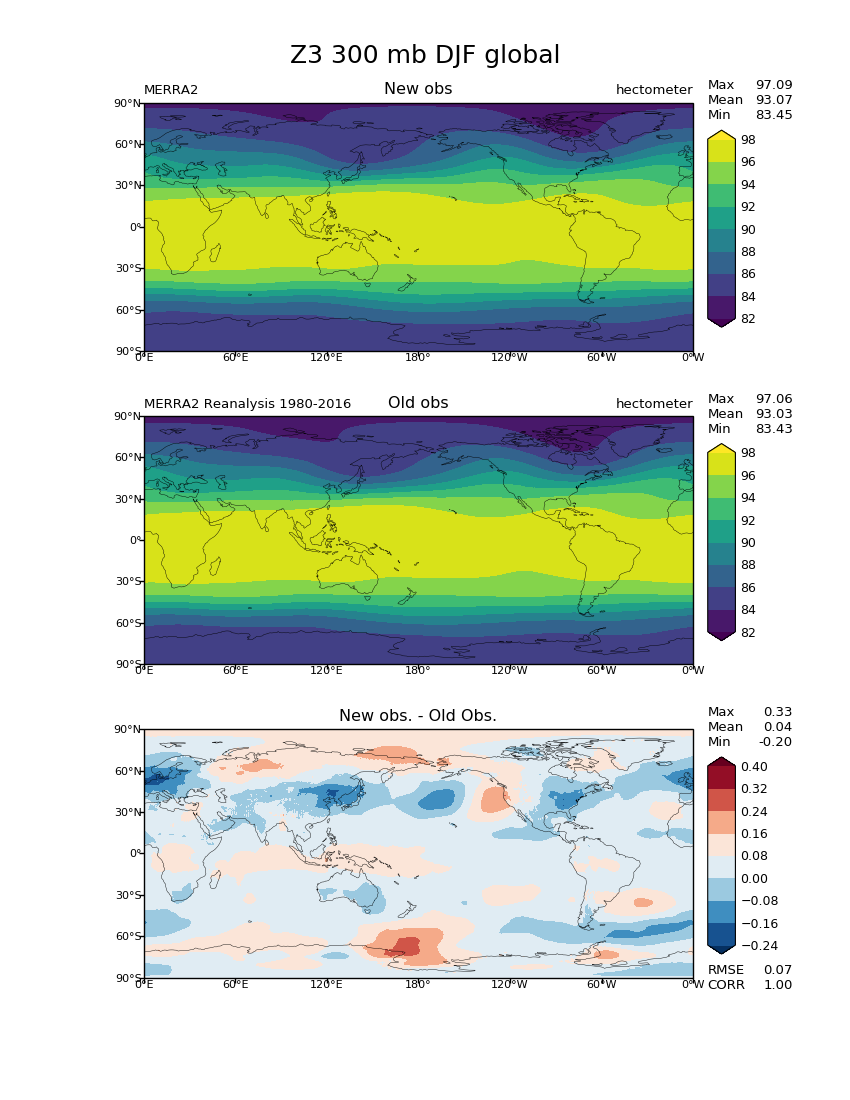 Z3 300 mb DJF global
MERRA2 New obs hectometer
Max 97.09
Mean 93.07
Min 83.45
90°N
60°N
30°N
0°
30°S
60°S
90°S
0°E 60°E 120°E 180° 120°W 60°W 0°W
98
96
94
92
90
88
86
84
82
MERRA2 Reanalysis 1980-2016 Old obs hectometer
Max 97.06
Mean 93.03
Min 83.43
90°N
60°N
30°N
0°
30°S
60°S
90°S
0°E 60°E 120°E 180° 120°W 60°W 0°W
98
96
94
92
90
88
86
84
82
New obs. - Old Obs.
Max 0.33
Mean 0.04
Min -0.20
90°N
60°N
30°N
0°
30°S
60°S
90°S
0°E 60°E 120°E 180° 120°W 60°W 0°W
0.40
0.32
0.24
0.16
0.08
0.00
−0.08
−0.16
−0.24
RMSE 0.07
CORR 1.00